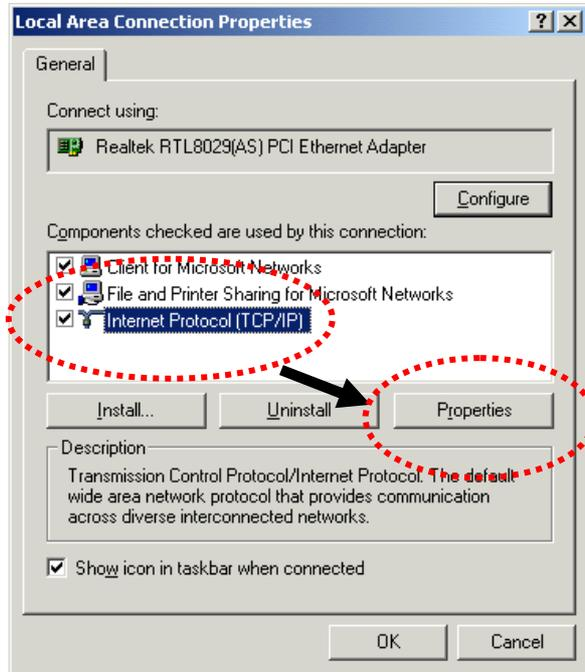 Local Area Connection Properties
General
Connect using:
Realtek RTL8029(AS) PCI Ethernet Adapter
Configure
Components checked are used by this connection:
Client for Microsoft Networks
File and Printer Sharing for Microsoft Networks
Internet Protocol (TCP/IP)
Install... Uninstall Properties
Description
Transmission Control Protocol/Internet Protocol. The default
wide area network protocol that provides communication
across diverse interconnected networks.
Show icon in taskbar when connected
OK Cancel